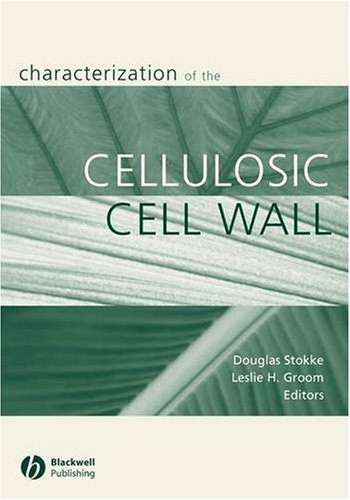 characterization of the
CELLULOSIC
CELL WALL
Douglas Stokke
Leslie H. Groom
Editors
Blackwell
Publishing